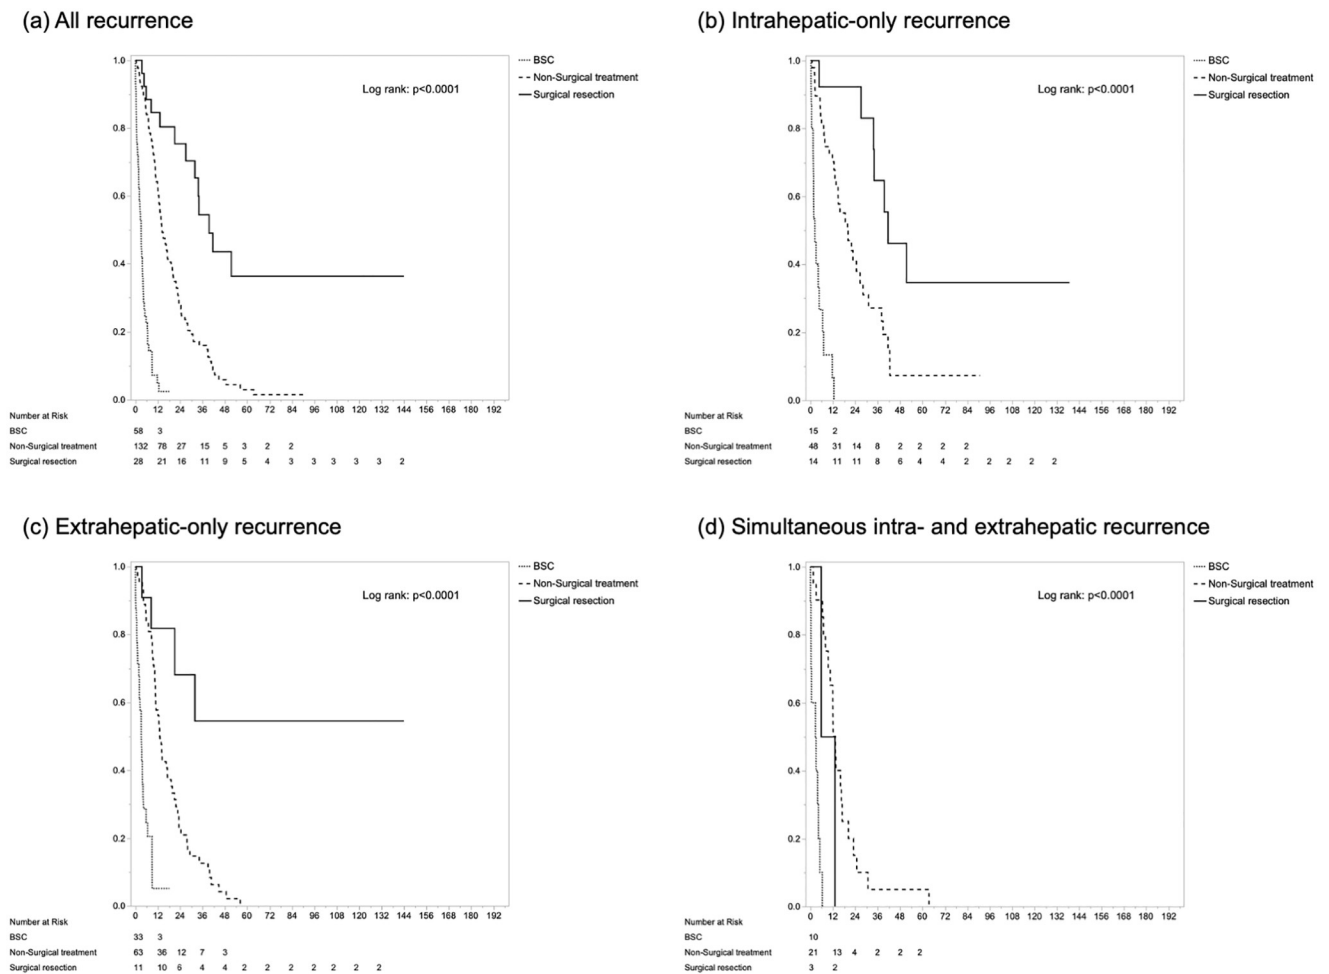 (a) All recurrence
BSC
Non-Surgical treatment
Surgical resection
Log rank: p<0.0001
1.0
0.8
0.6
0.4
0.2
0.0
0 12 24 36 48 60 72 84 96 108 120 132 144 156 168 180 192
Number at Risk
BSC 58 3
Non-Surgical treatment 132 78 27 15 5 3 2 2
Surgical resection 28 21 16 11 9 5 4 3 3 3 3 3 2
(b) Intrahepatic-only recurrence
BSC
Non-Surgical treatment
Surgical resection
Log rank: p<0.0001
1.0
0.8
0.6
0.4
0.2
0.0
0 12 24 36 48 60 72 84 96 108 120 132 144 156 168 180 192
Number at Risk
BSC 15 2
Non-Surgical treatment 48 31 14 8 2 2 2 2
Surgical resection 14 11 11 8 6 4 4 2 2 2 2 2
(c) Extrahepatic-only recurrence
BSC
Non-Surgical treatment
Surgical resection
Log rank: p<0.0001
1.0
0.8
0.6
0.4
0.2
0.0
0 12 24 36 48 60 72 84 96 108 120 132 144 156 168 180 192
Number at Risk
BSC 33 3
Non-Surgical treatment 63 36 12 7 3
Surgical resection 11 10 6 4 4 2 2 2 2 2 2 2
(d) Simultaneous intra- and extrahepatic recurrence
BSC
Non-Surgical treatment
Surgical resection
Log rank: p<0.0001
1.0
0.8
0.6
0.4
0.2
0.0
0 12 24 36 48 60 72 84 96 108 120 132 144 156 168 180 192
Number at Risk
BSC 10
Non-Surgical treatment 21 13 4 2 2 2
Surgical resection 3 2